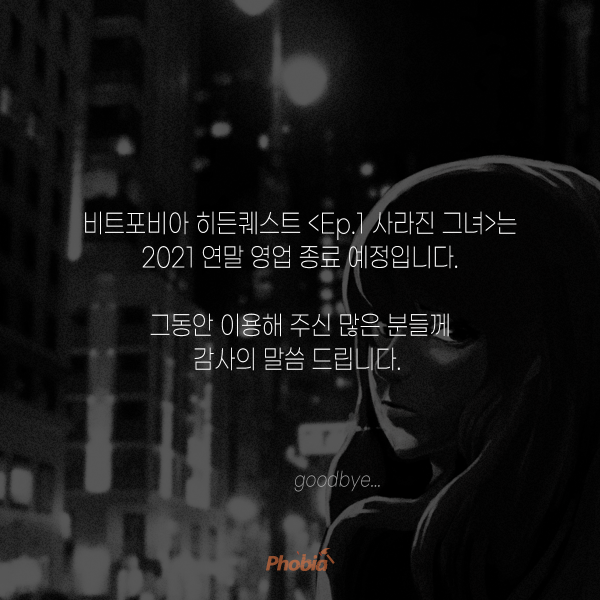 비트포비아 히든퀘스트 <Ep.1 사라진 그녀>는
2021 연말 영업 종료 예정입니다.
그동안 이용해 주신 많은 분들께
감사의 말씀 드립니다.
goodbye...
Phobia